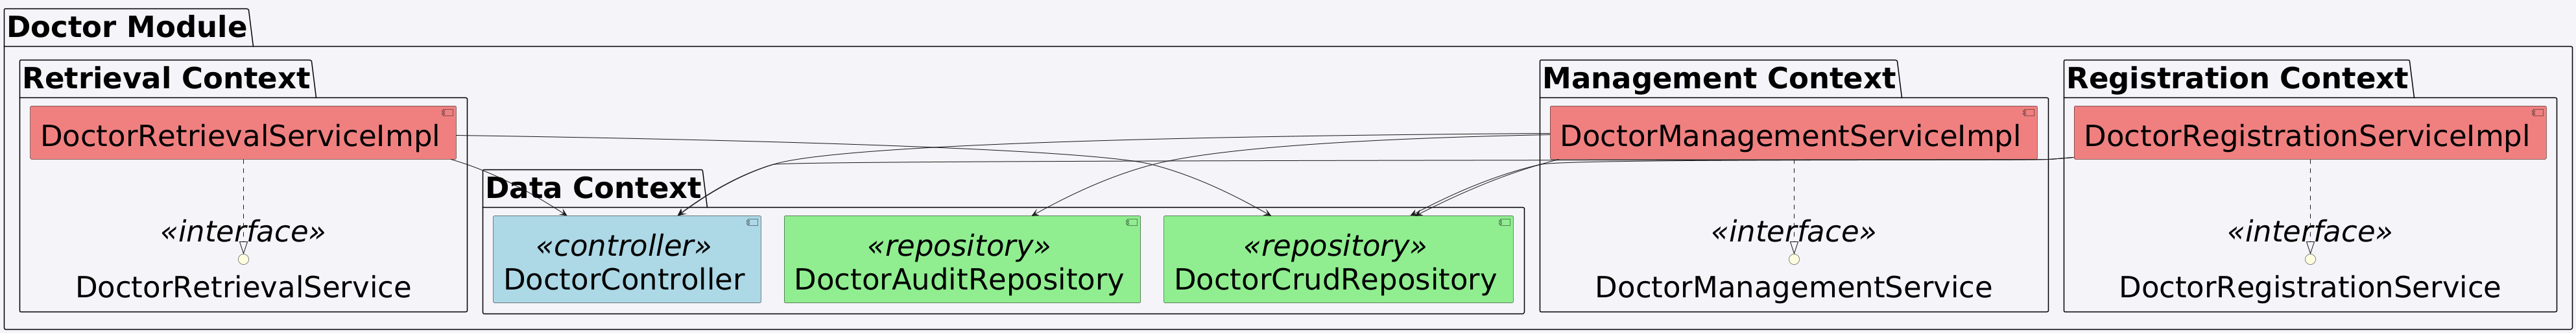 Doctor Module
Retrieval Context
DoctorRetrievalServiceImpl
«interface»
DoctorRetrievalService
Data Context
«controller»
DoctorController
«repository»
DoctorAuditRepository
«repository»
DoctorCrudRepository
Management Context
DoctorManagementServiceImpl
«interface»
DoctorManagementService
Registration Context
DoctorRegistrationServiceImpl
«interface»
DoctorRegistrationService